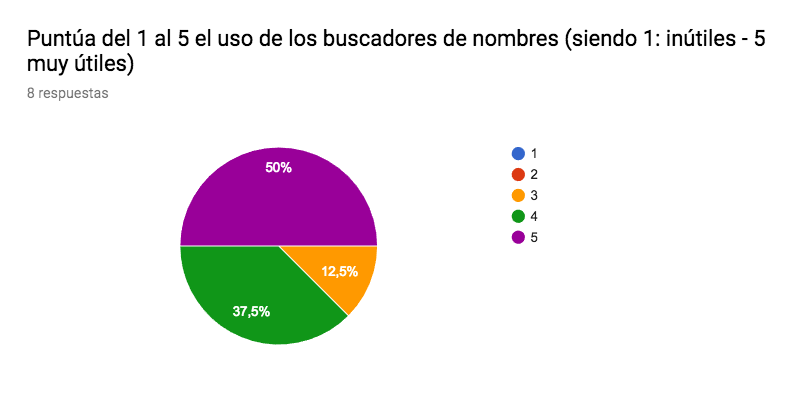 Puntúa del 1 al 5 el uso de los buscadores de nombres (siendo 1: inútiles - 5
muy útiles)
8 respuestas
50%
12,5%
37,5%
1
2
3
4
5